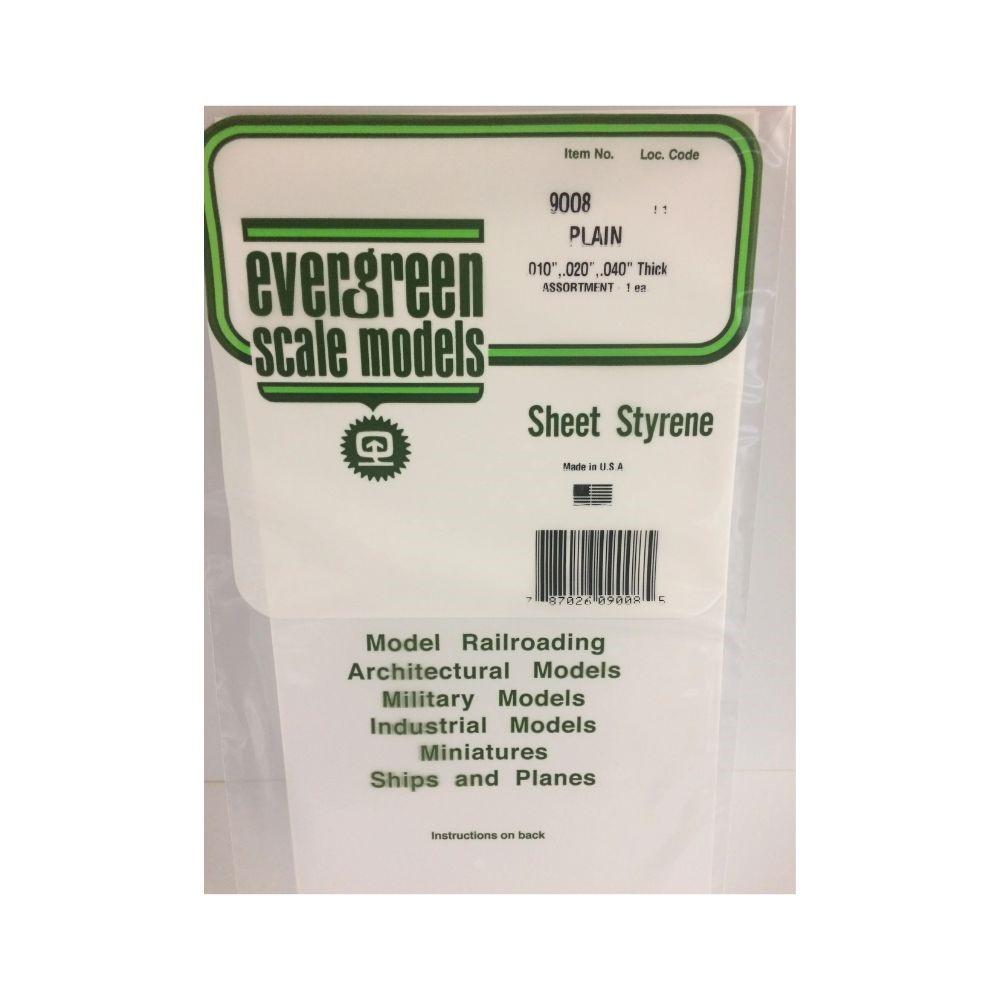 Item No. Loc. Code
9008
PLAIN
.010",.020",.040" Thick
ASSORTMENT - 1 ea
evergreen
scale models
Sheet Styrene
Made in U.S.A
7 87026 09008 5
Model Railroading
Architectural Models
Military Models
Industrial Models
Miniatures
Ships and Planes
Instructions on back